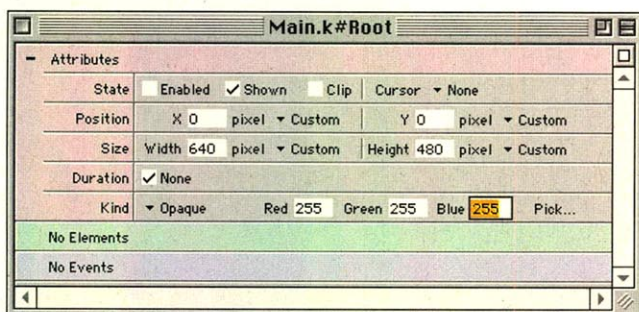 Main.k#Root
Attributes
State Enabled Shown Clip Cursor None
Position X 0 pixel Custom Y 0 pixel Custom
Size Width 640 pixel Custom Height 480 pixel Custom
Duration None
Kind Opaque Red 255 Green 255 Blue 255 Pick...
No Elements
No Events